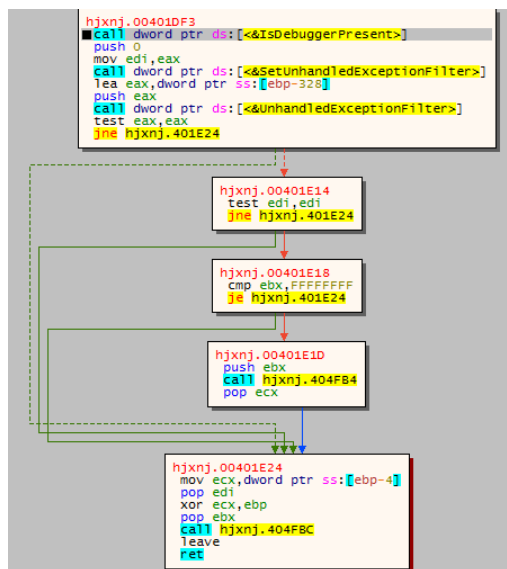 hjxnj.00401DF3
call dword ptr ds:[<&IsDebuggerPresent>]
push 0
mov edi,eax
call dword ptr ds:[<&SetUnhandledExceptionFilter>]
lea eax,dword ptr ss:[ebp-328]
push eax
call dword ptr ds:[<&UnhandledExceptionFilter>]
test eax,eax
jne hjxnj.401E24
hjxnj.00401E14
test edi,edi
jne hjxnj.401E24
hjxnj.00401E18
cmp ebx,FFFFFFFF
je hjxnj.401E24
hjxnj.00401E1D
push ebx
call hjxnj.404FB4
pop ecx
hjxnj.00401E24
mov ecx,dword ptr ss:[ebp-4]
pop edi
xor ecx,ebp
pop ebx
call hjxnj.404FBC
leave
ret